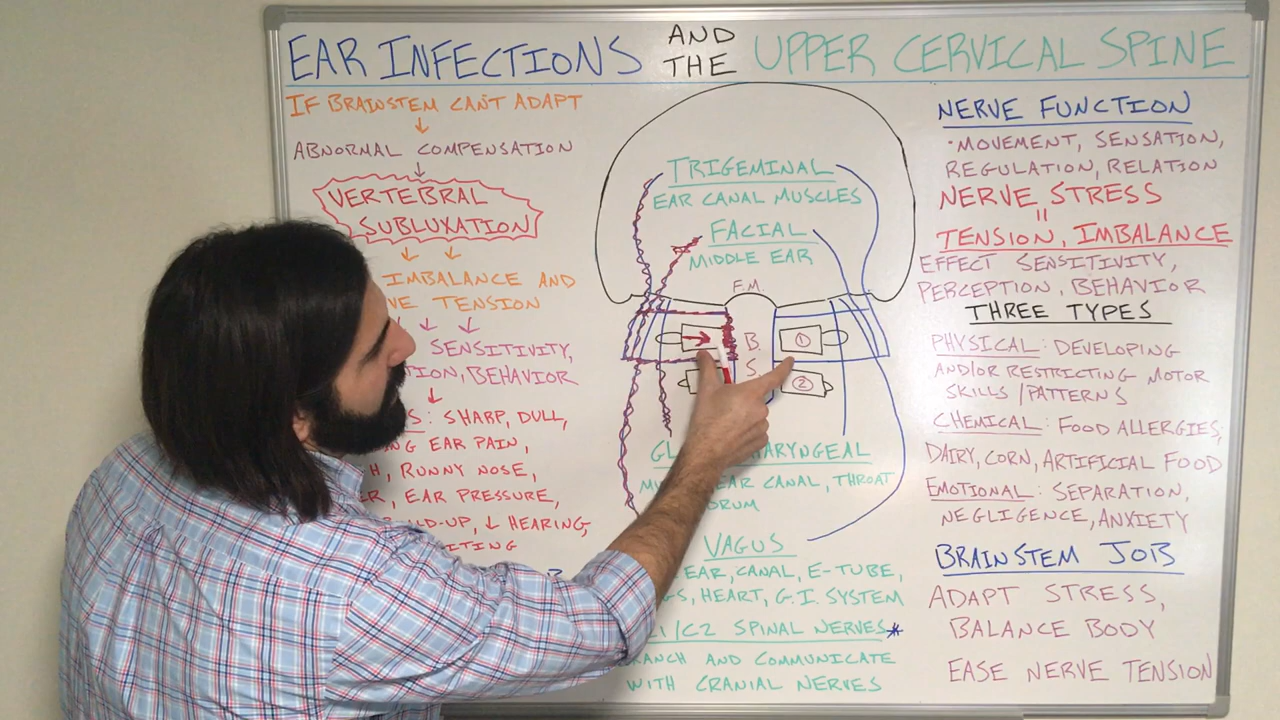 EAR INFECTIONS AND THE UPPER CERVICAL SPINE
IF BRAINSTEM CAN'T ADAPT
↓
ABNORMAL COMPENSATION
↓
VERTEBRAL
SUBLUXATION
↓ ↓
IMBALANCE AND
TENSION
↓ ↓
SENSITIVITY,
BEHAVIOR
↓
: SHARP, DULL,
EAR PAIN,
RUNNY NOSE,
EAR PRESSURE,
↓ HEARING,
TRIGEMINAL
EAR CANAL MUSCLES
FACIAL
MIDDLE EAR
F.M.
B.
S.
1
2
EAR CANAL, THROAT
DRUM
VAGUS
EAR, CANAL, E-TUBE,
HEART, G.I. SYSTEM
C1/C2 SPINAL NERVES*
BRANCH AND COMMUNICATE
WITH CRANIAL NERVES
NERVE FUNCTION
·MOVEMENT, SENSATION,
REGULATION, RELATION
NERVE STRESS
=
TENSION, IMBALANCE
EFFECT SENSITIVITY,
PERCEPTION, BEHAVIOR
THREE TYPES
PHYSICAL: DEVELOPING
AND/OR RESTRICTING MOTOR
SKILLS/PATTERNS
CHEMICAL: FOOD ALLERGIES,
DAIRY, CORN, ARTIFICIAL FOOD
EMOTIONAL: SEPARATION,
NEGLIGENCE, ANXIETY
BRAINSTEM JOB
ADAPT STRESS,
BALANCE BODY
EASE NERVE TENSION